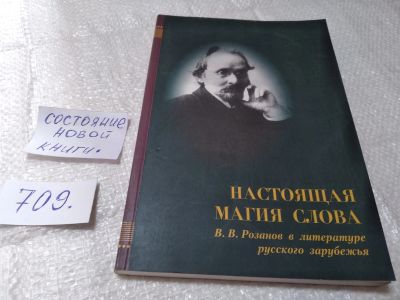 состояние
новой
книги.
709.
НАСТОЯЩАЯ
МАГИЯ СЛОВА
В. В. Розанов в литературе
русского зарубежья